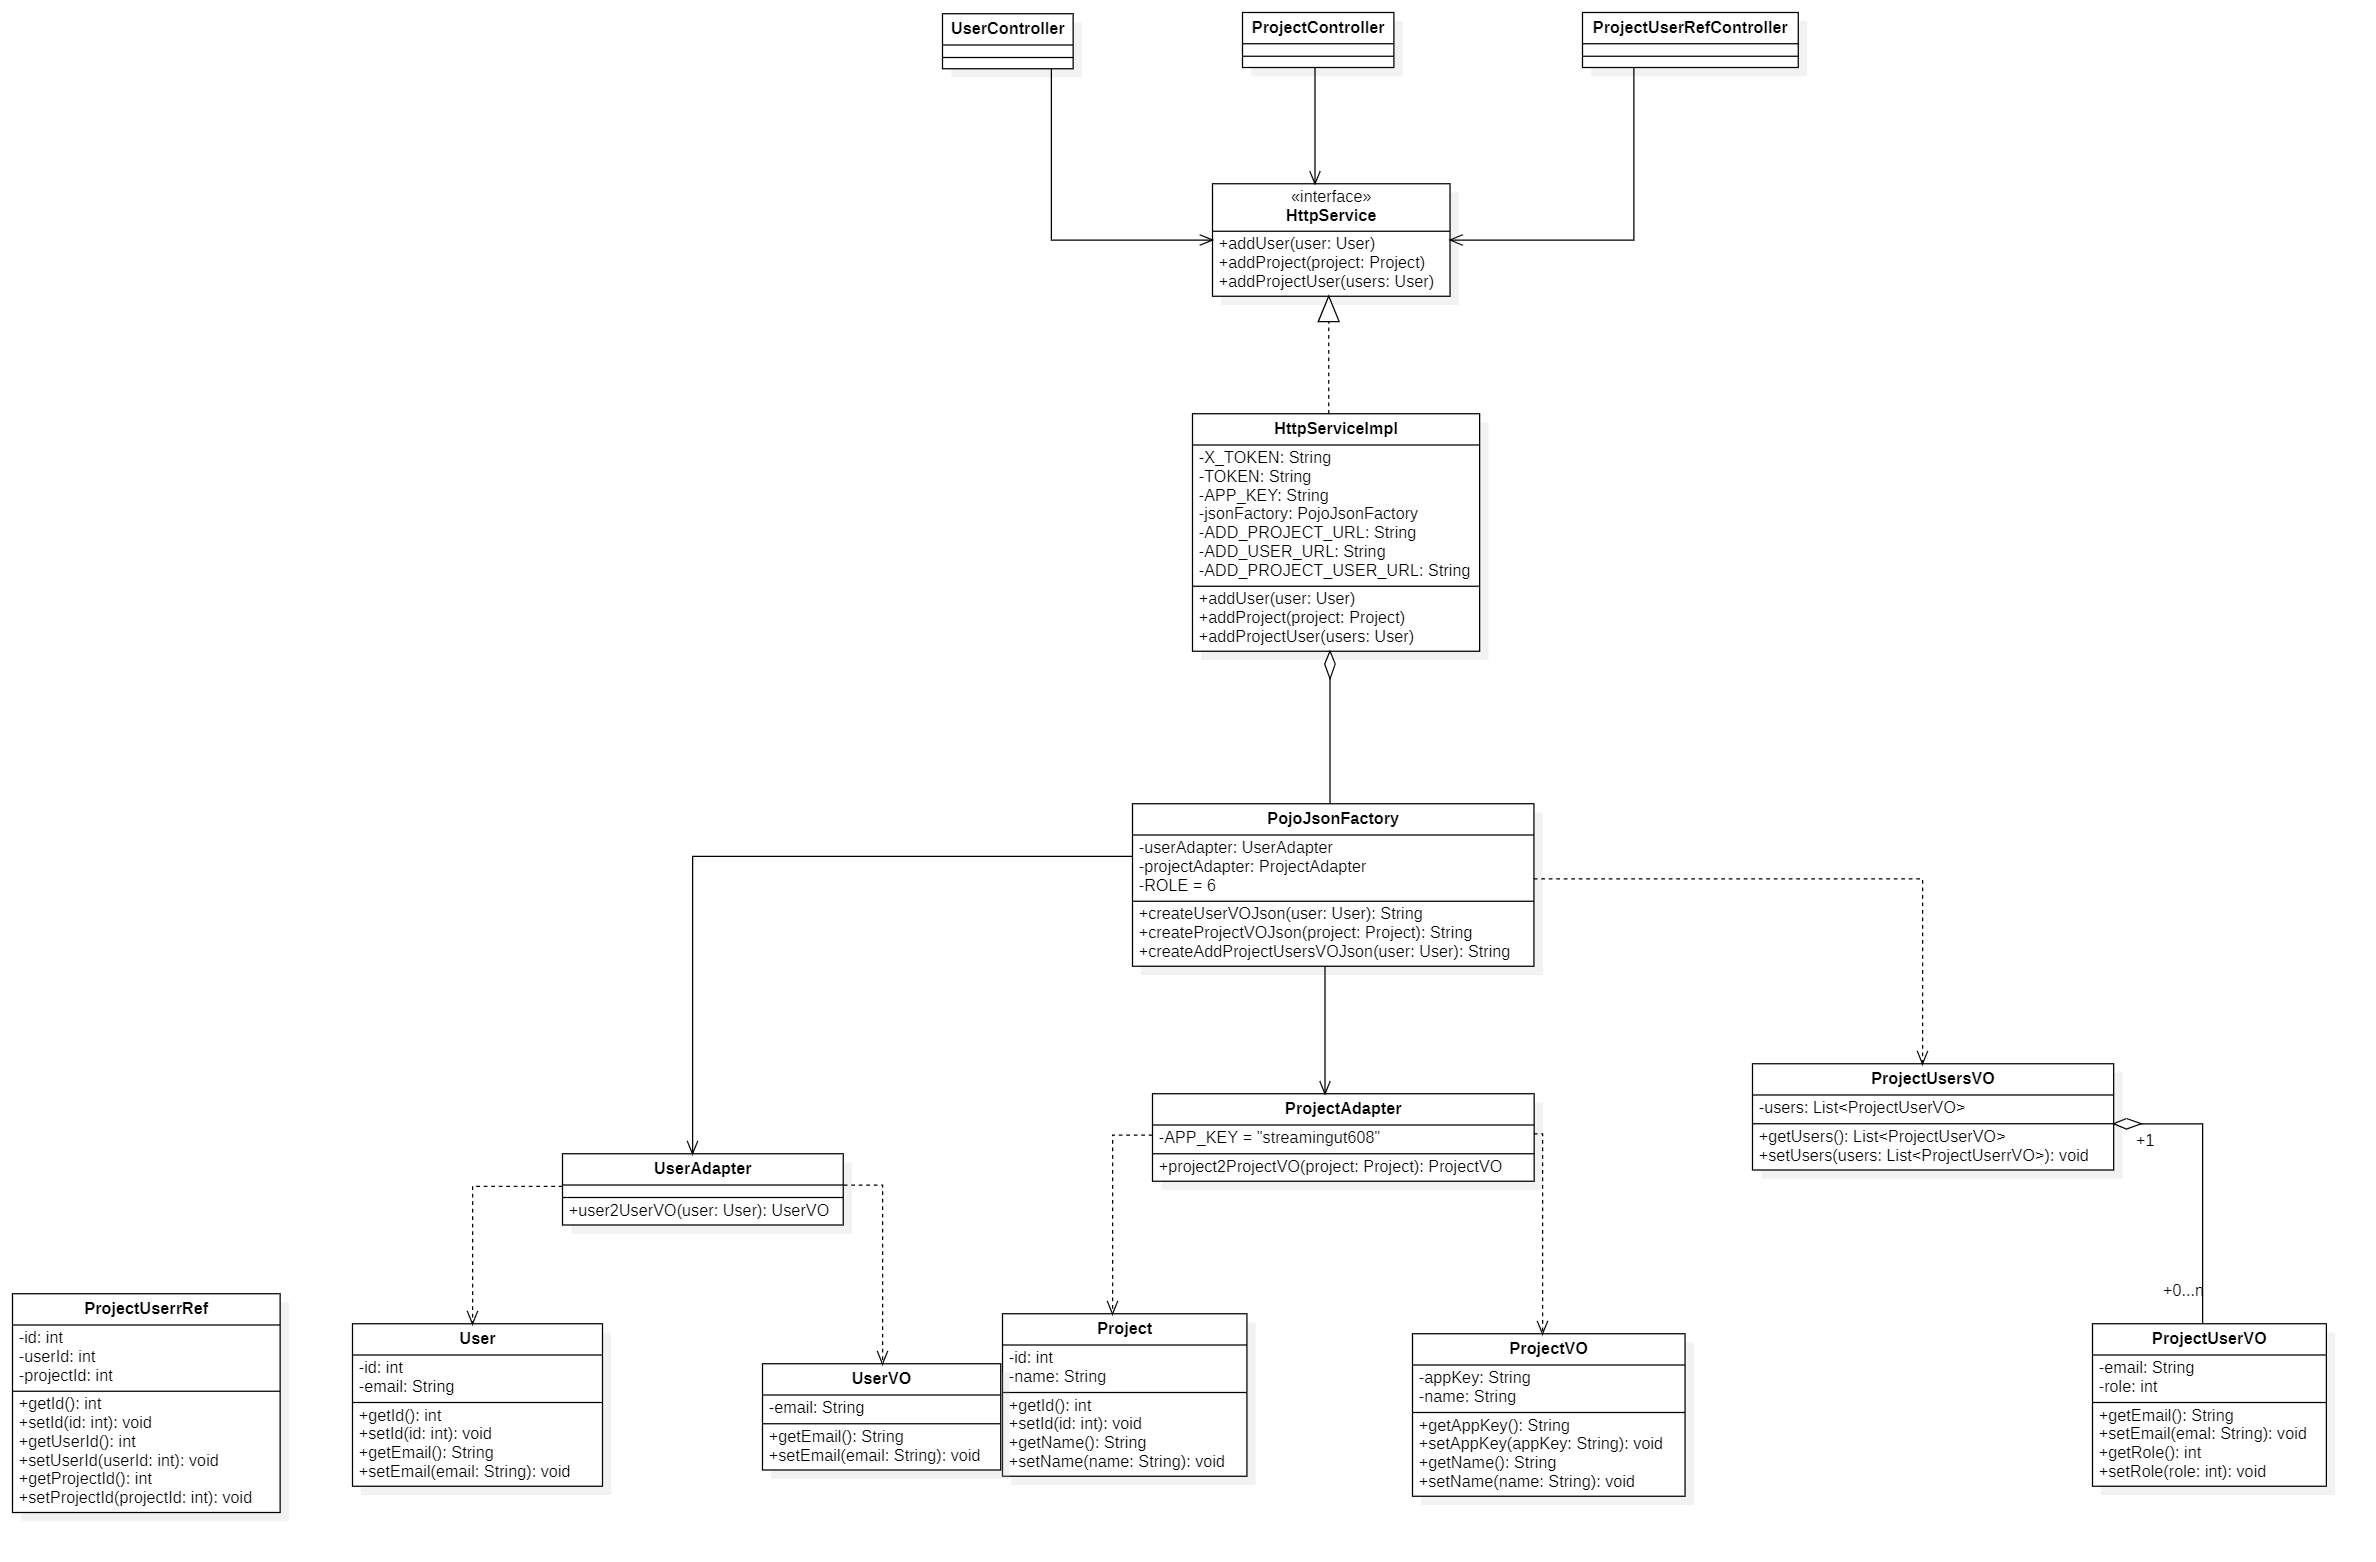 UserController
ProjectController
ProjectUserRefController
«interface»
HttpService
+addUser(user: User)
+addProject(project: Project)
+addProjectUser(users: User)
HttpServiceImpl
-X_TOKEN: String
-TOKEN: String
-APP_KEY: String
-jsonFactory: PojoJsonFactory
-ADD_PROJECT_URL: String
-ADD_USER_URL: String
-ADD_PROJECT_USER_URL: String
+addUser(user: User)
+addProject(project: Project)
+addProjectUser(users: User)
PojoJsonFactory
-userAdapter: UserAdapter
-projectAdapter: ProjectAdapter
-ROLE = 6
+createUserVOJson(user: User): String
+createProjectVOJson(project: Project): String
+createAddProjectUsersVOJson(user: User): String
ProjectUsersVO
-users: List<ProjectUserVO>
+getUsers(): List<ProjectUserVO>
+setUsers(users: List<ProjectUserrVO>): void
+1
+0...n
ProjectAdapter
-APP_KEY = "streamingut608"
+project2ProjectVO(project: Project): ProjectVO
UserAdapter
+user2UserVO(user: User): UserVO
ProjectUserrRef
-id: int
-userId: int
-projectId: int
+getId(): int
+setId(id: int): void
+getUserId(): int
+setUserId(userId: int): void
+getProjectId(): int
+setProjectId(projectId: int): void
User
-id: int
-email: String
+getId(): int
+setId(id: int): void
+getEmail(): String
+setEmail(email: String): void
UserVO
-email: String
+getEmail(): String
+setEmail(email: String): void
Project
-id: int
-name: String
+getId(): int
+setId(id: int): void
+getName(): String
+setName(name: String): void
ProjectVO
-appKey: String
-name: String
+getAppKey(): String
+setAppKey(appKey: String): void
+getName(): String
+setName(name: String): void
ProjectUserVO
-email: String
-role: int
+getEmail(): String
+setEmail(emal: String): void
+getRole(): int
+setRole(role: int): void